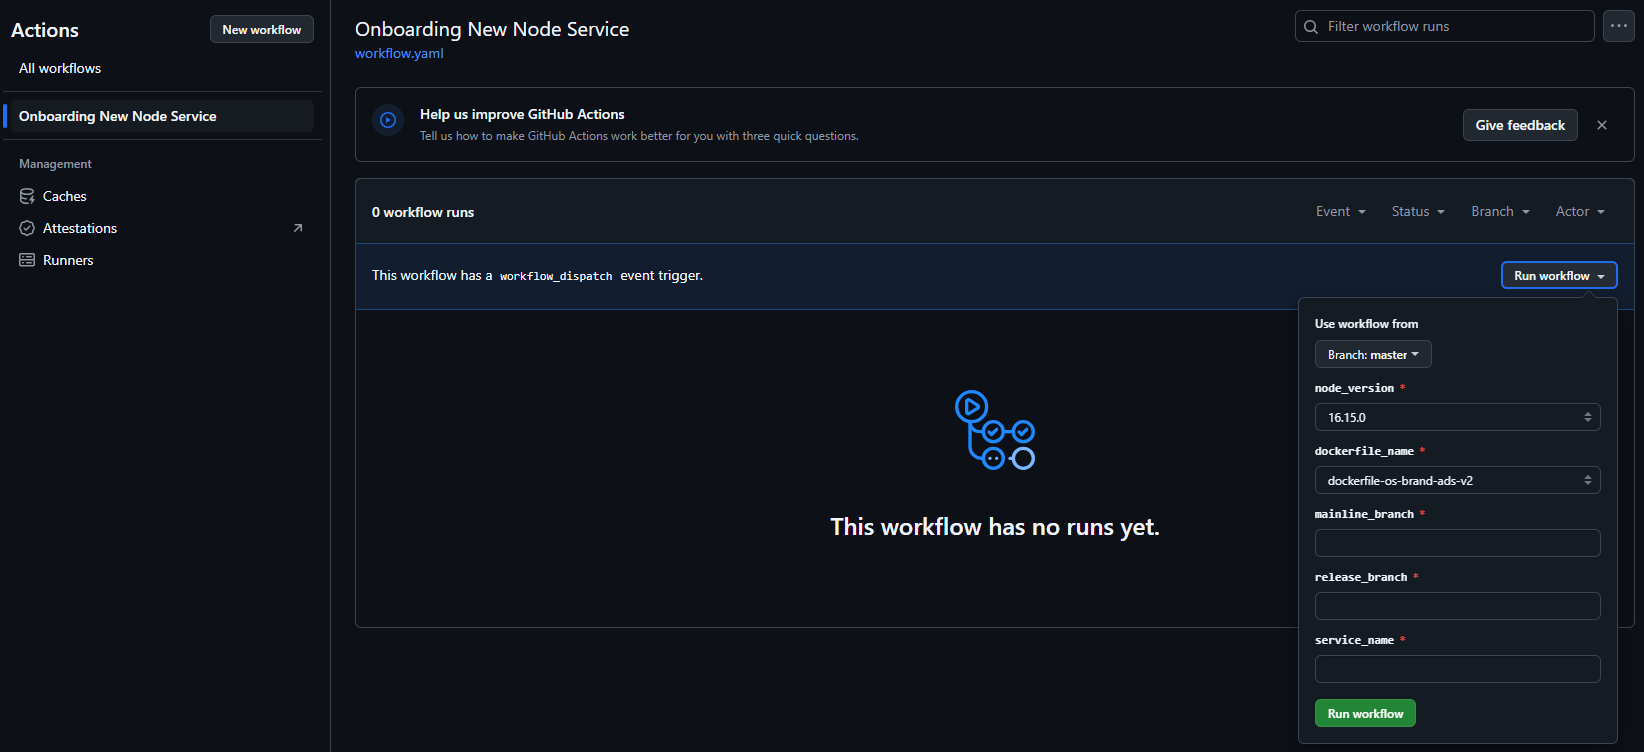 Actions
New workflow
All workflows
Onboarding New Node Service
Management
Caches
Attestations
Runners
Onboarding New Node Service
workflow.yaml
Filter workflow runs
Help us improve GitHub Actions
Tell us how to make GitHub Actions work better for you with three quick questions.
Give feedback
0 workflow runs
Event
Status
Branch
Actor
This workflow has a workflow_dispatch event trigger.
Run workflow
This workflow has no runs yet.
Use workflow from
Branch: master
node_version *
16.15.0
dockerfile_name *
dockerfile-os-brand-ads-v2
mainline_branch *
release_branch *
service_name *
Run workflow